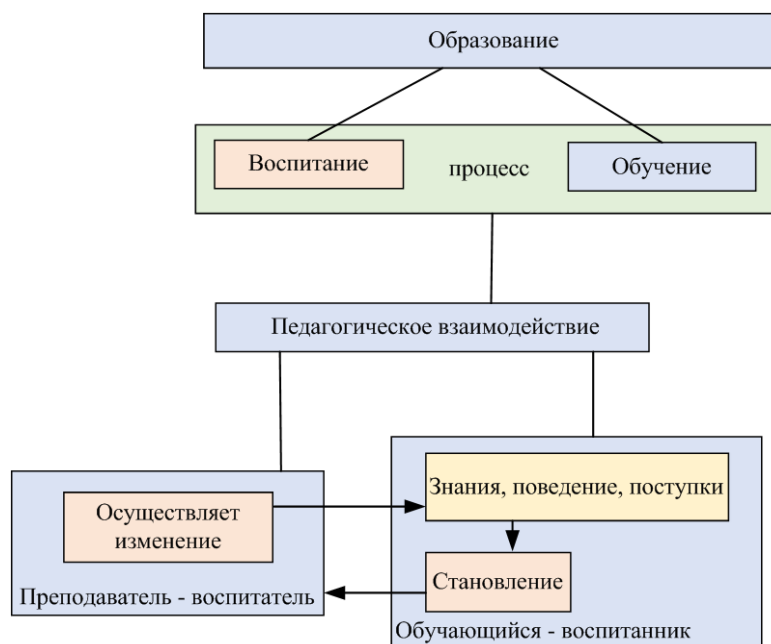 Образование
Воспитание
процесс
Обучение
Педагогическое взаимодействие
Осуществляет
изменение
Преподаватель - воспитатель
Знания, поведение, поступки
Становление
Обучающийся - воспитанник